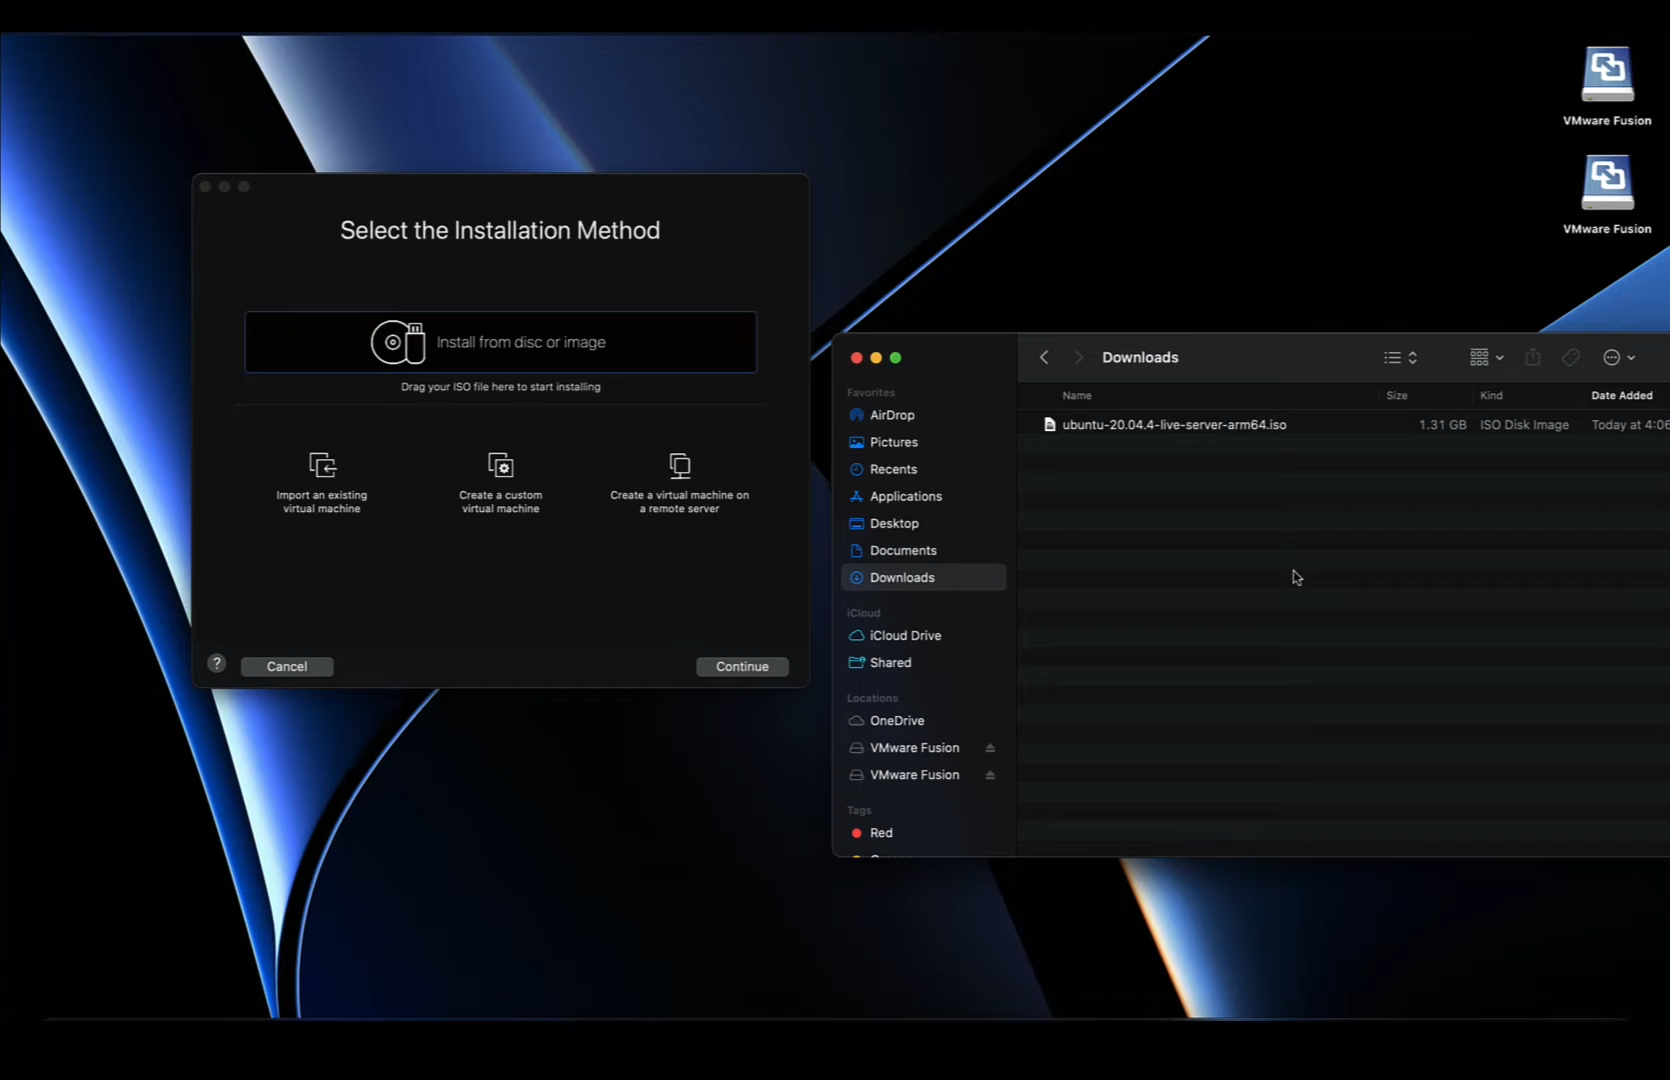 VMware Fusion
VMware Fusion
Select the Installation Method
Install from disc or image
Drag your ISO file here to start installing
Import an existing
virtual machine
Create a custom
virtual machine
Create a virtual machine on
a remote server
?
Cancel
Continue
Downloads
Favorites
AirDrop
Pictures
Recents
Applications
Desktop
Documents
Downloads
iCloud
iCloud Drive
Shared
Locations
OneDrive
VMware Fusion
VMware Fusion
Tags
Red
Name Size Kind Date Added
ubuntu-20.04.4-live-server-arm64.iso 1.31 GB ISO Disk Image Today at 4:06